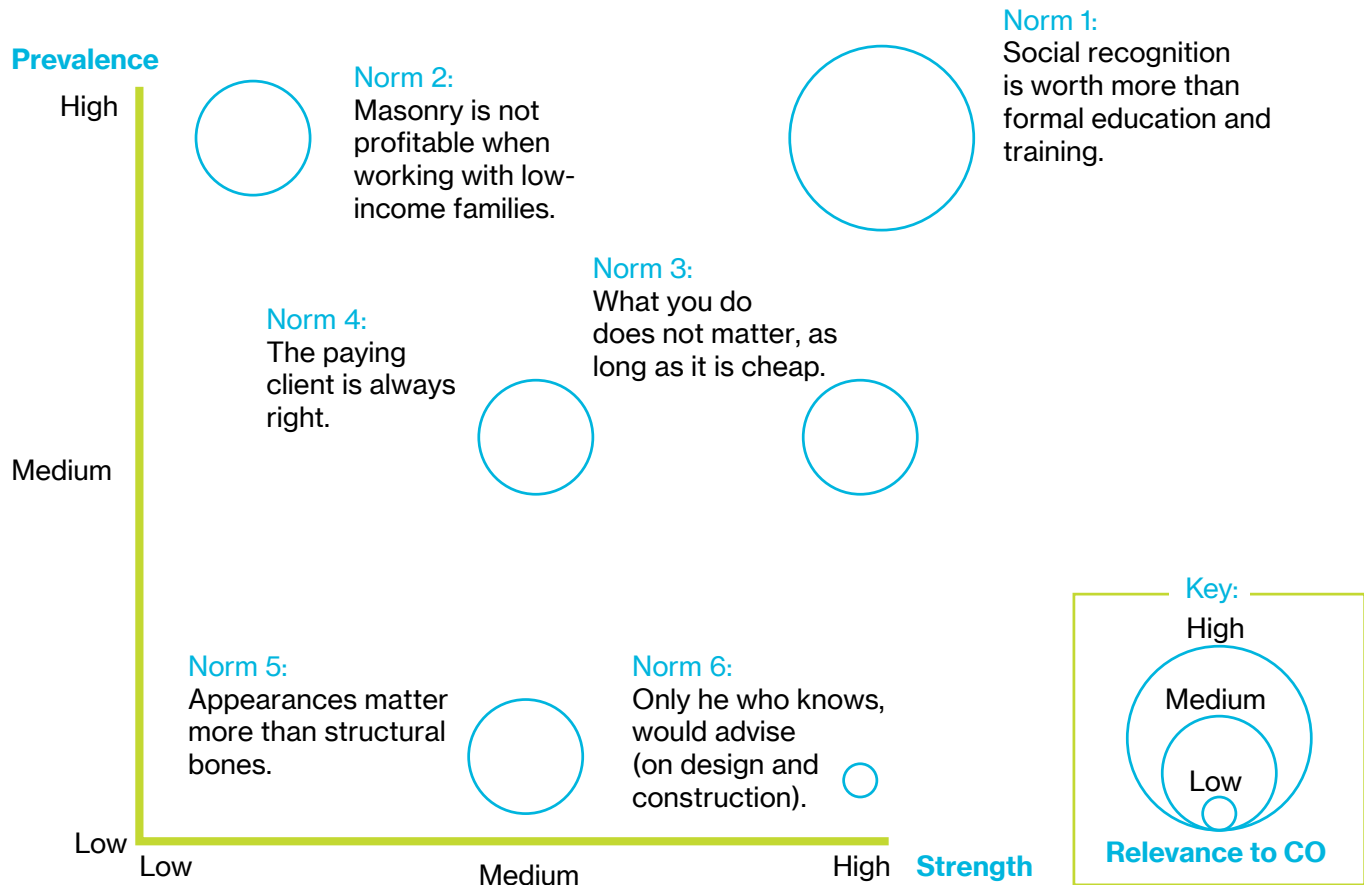 Prevalence
High
Medium
Low
Norm 1:
Social recognition
is worth more than
formal education and
training.
Norm 2:
Masonry is not
profitable when
working with low-
income families.
Norm 3:
What you do
does not matter, as
long as it is cheap.
Norm 4:
The paying
client is always
right.
Norm 5:
Appearances matter
more than structural
bones.
Norm 6:
Only he who knows,
would advise
(on design and
construction).
Low
Medium
High
Strength
Key:
High
Medium
Low
Relevance to CO